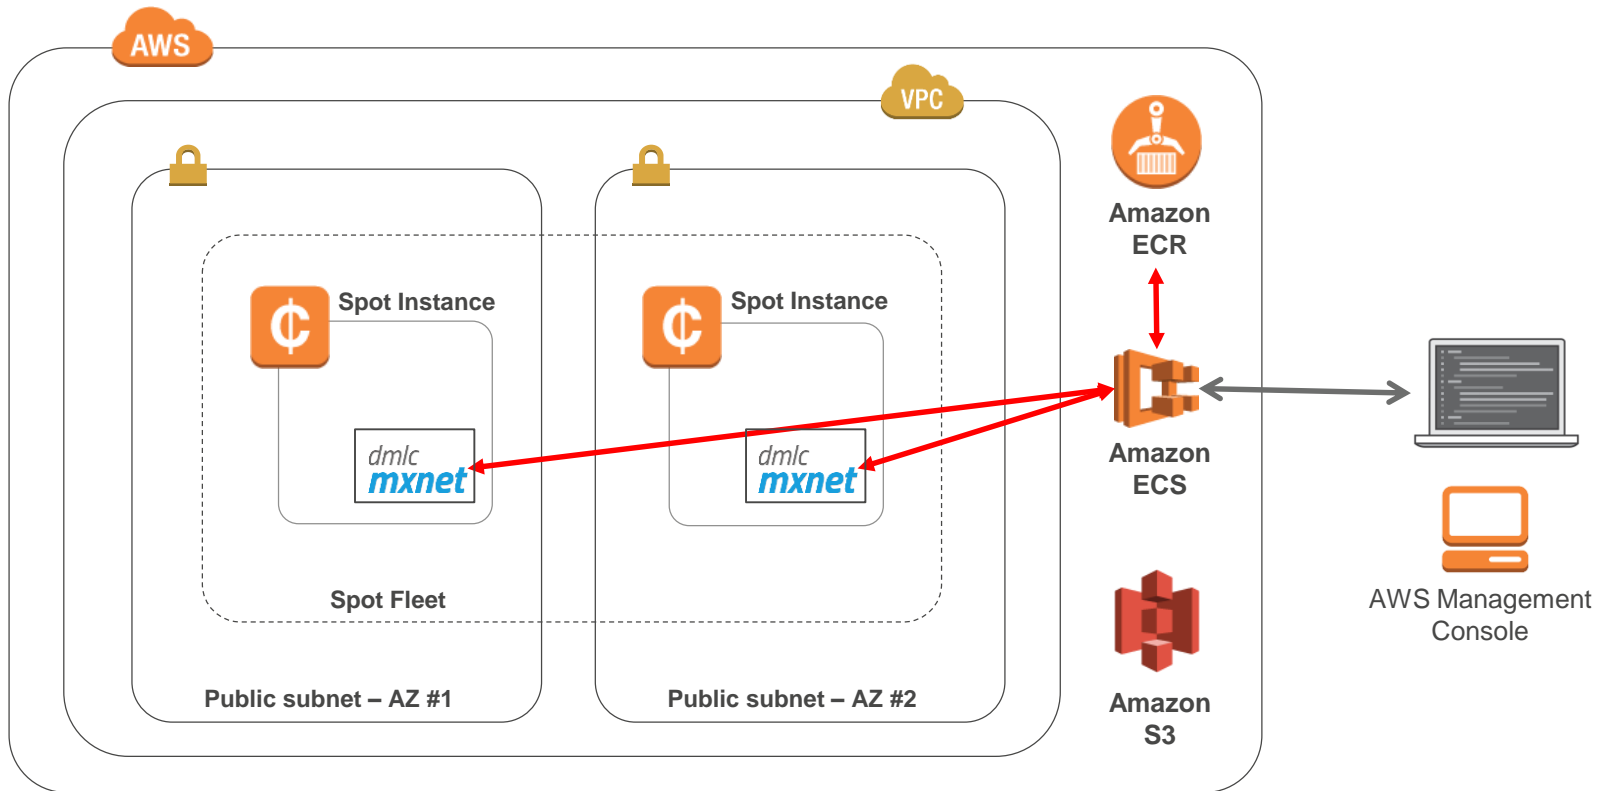 AWS
VPC
Amazon
ECR
Spot Instance
Spot Instance
dmlc
mxnet
dmlc
mxnet
Amazon
ECS
Spot Fleet
AWS Management
Console
Public subnet – AZ #1
Public subnet – AZ #2
Amazon
S3